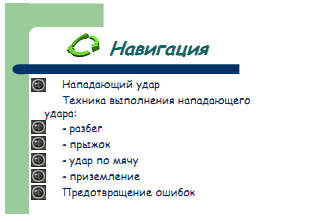 Навигация
Нападающий удар
Техника выполнения нападающего
удара:
- разбег
- прыжок
- удар по мячу
- приземление
Предотвращение ошибок